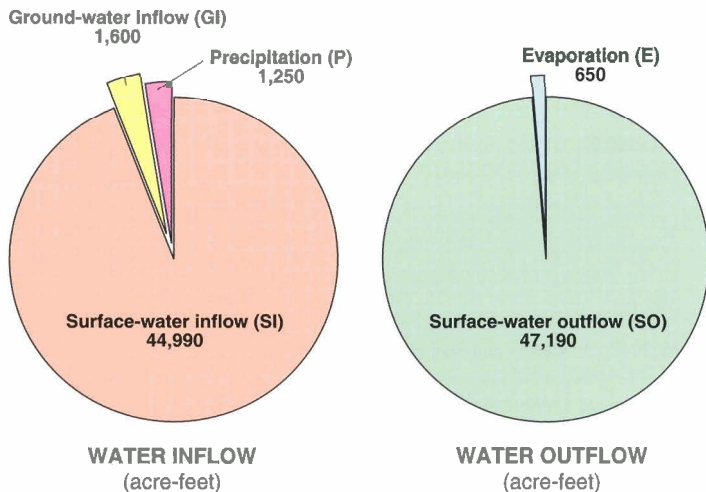 Ground-water inflow (GI)
1,600
Precipitation (P)
1,250
Surface-water inflow (SI)
44,990
WATER INFLOW
(acre-feet)
Evaporation (E)
650
Surface-water outflow (SO)
47,190
WATER OUTFLOW
(acre-feet)